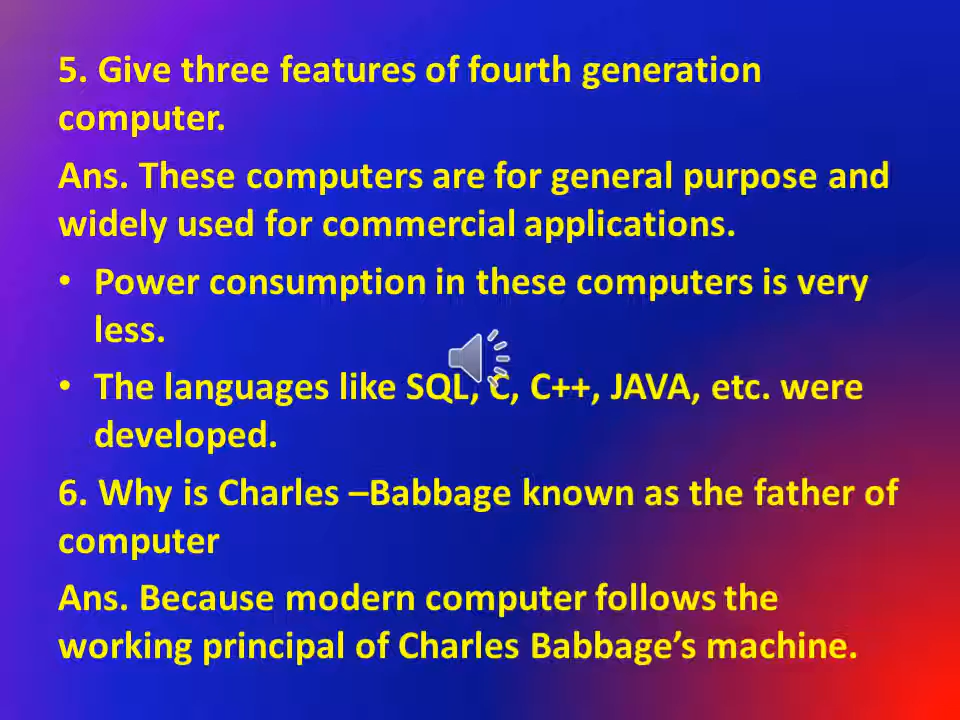 5. Give three features of fourth generation
computer.
Ans. These computers are for general purpose and
widely used for commercial applications.
• Power consumption in these computers is very
less.
• The languages like SQL, C, C++, JAVA, etc. were
developed.
6. Why is Charles –Babbage known as the father of
computer
Ans. Because modern computer follows the
working principal of Charles Babbage’s machine.